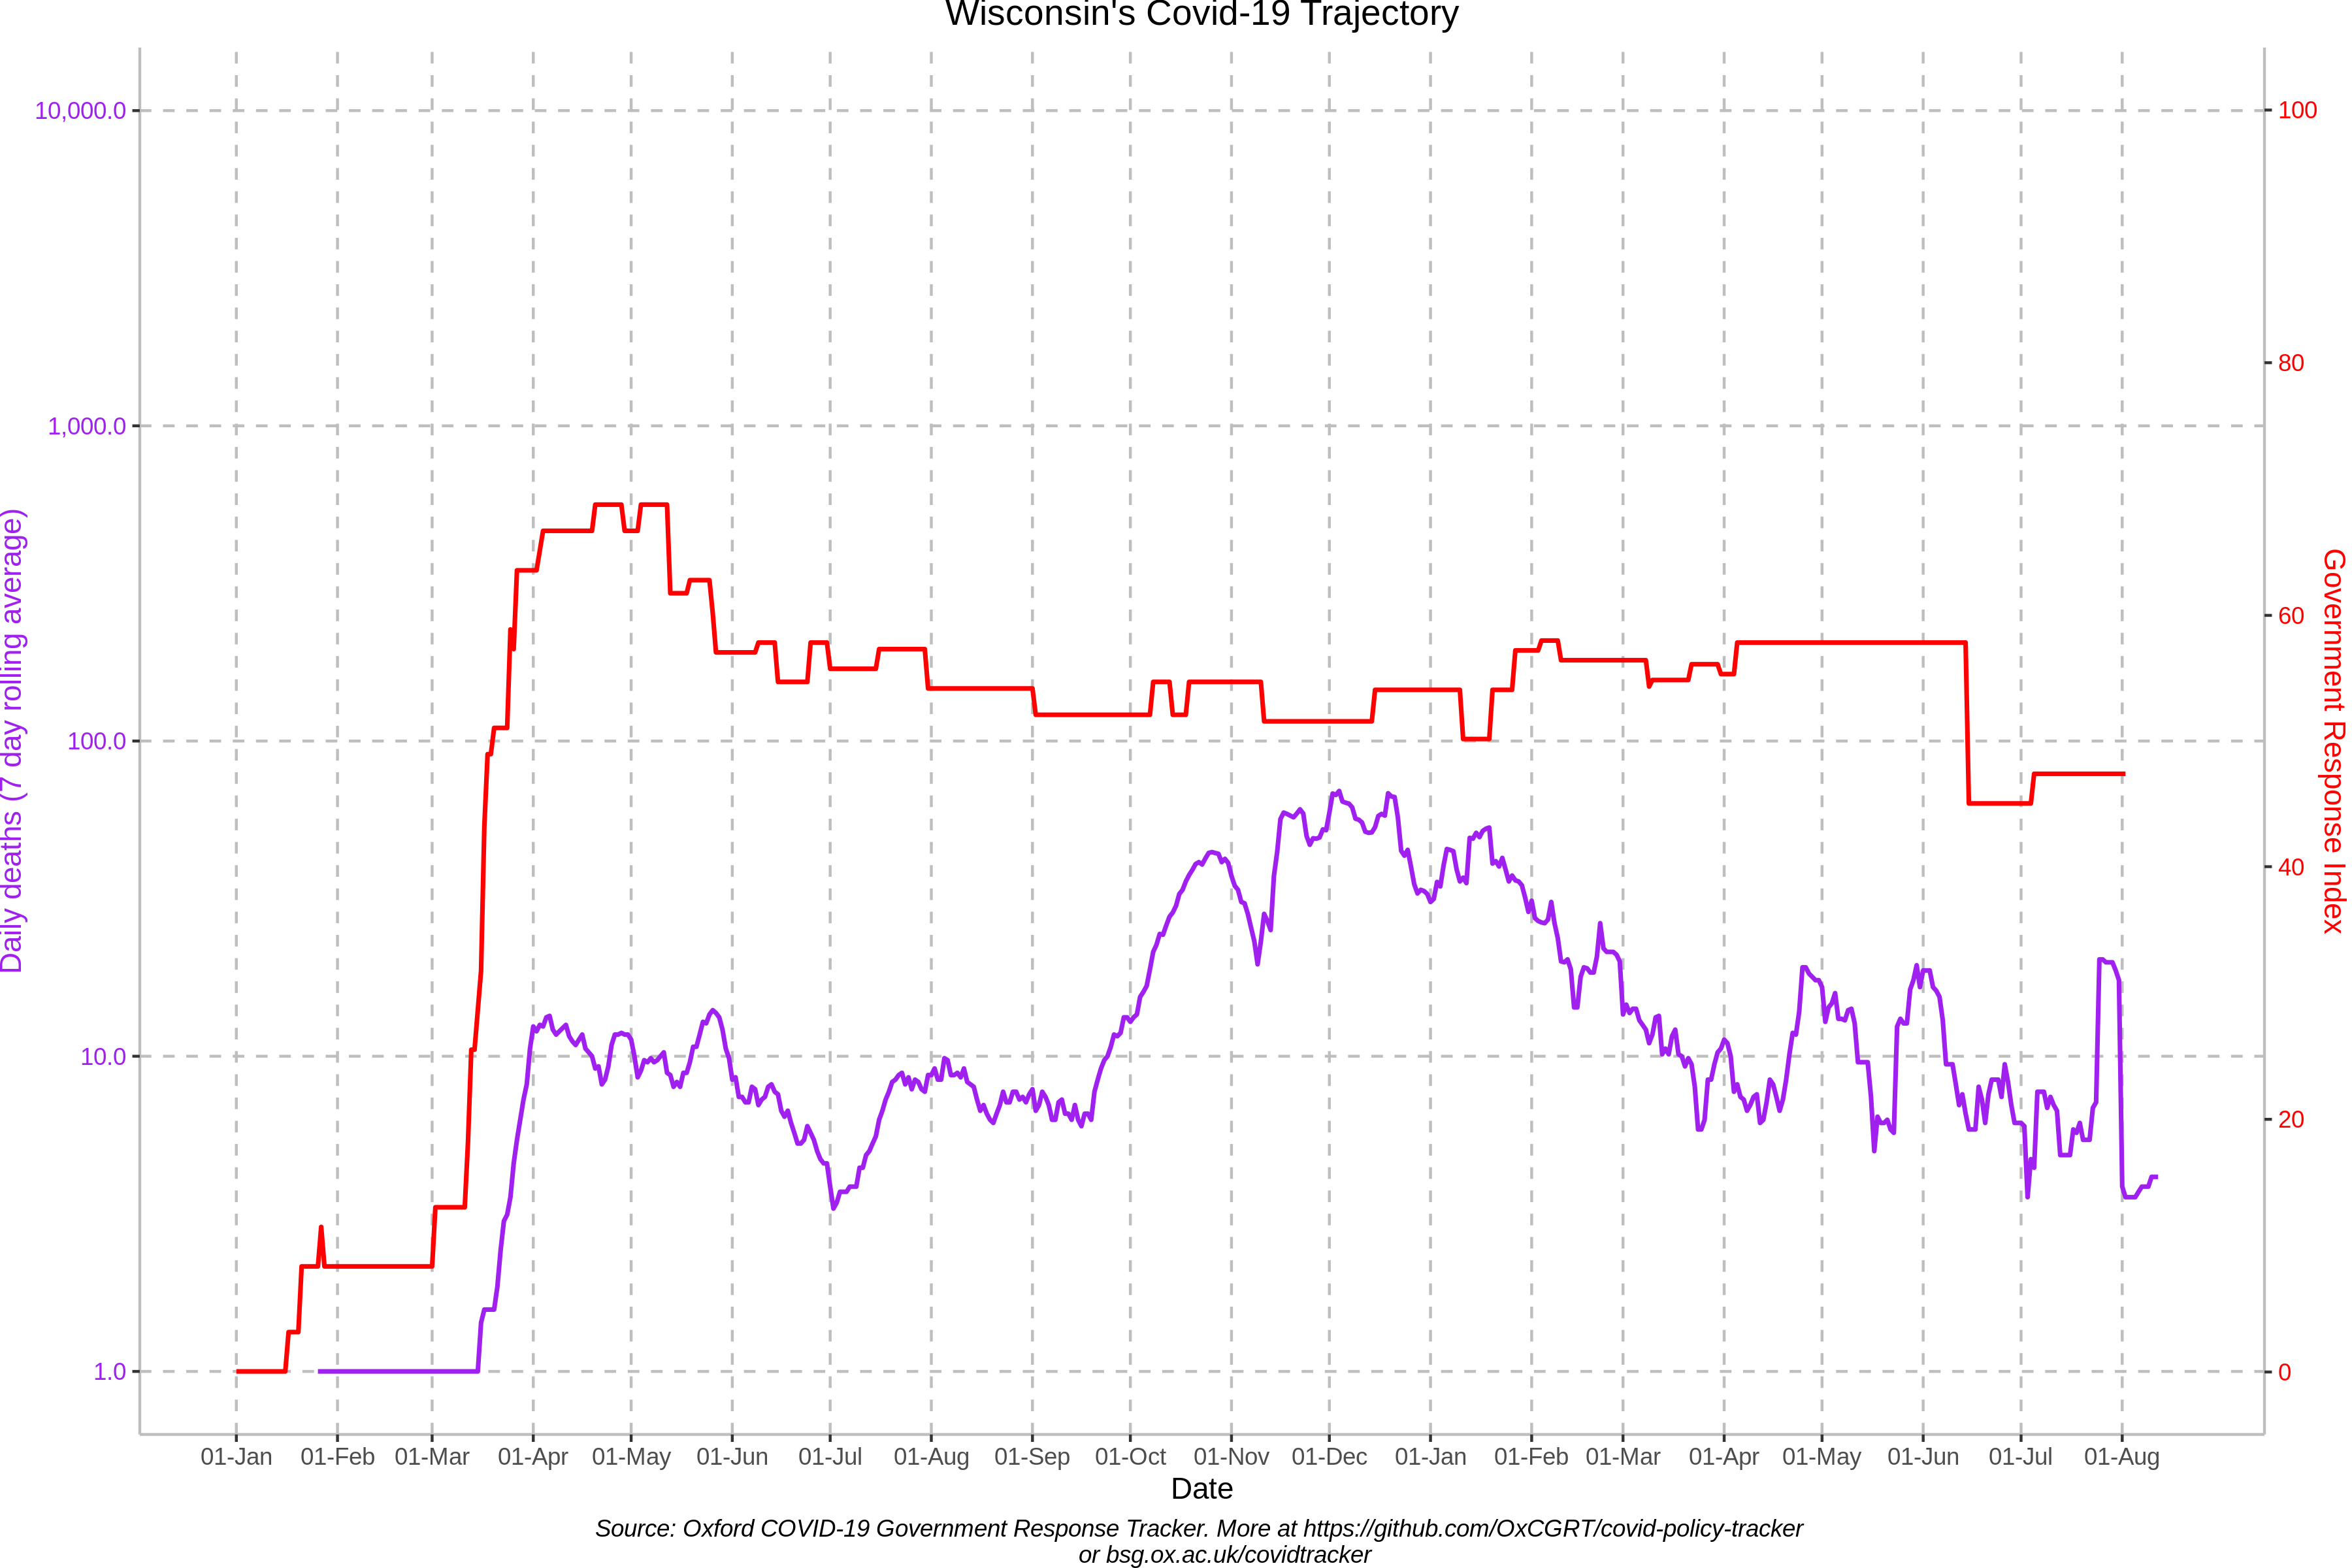 Wisconsin's Covid-19 Trajectory
10,000.0
1,000.0
100.0
10.0
1.0
Daily deaths (7 day rolling average)
100
80
60
40
20
0
Government Response Index
01-Jan 01-Feb 01-Mar 01-Apr 01-May 01-Jun 01-Jul 01-Aug 01-Sep 01-Oct 01-Nov 01-Dec 01-Jan 01-Feb 01-Mar 01-Apr 01-May 01-Jun 01-Jul 01-Aug
Date
Source: Oxford COVID-19 Government Response Tracker. More at https://github.com/OxCGRT/covid-policy-tracker
or bsg.ox.ac.uk/covidtracker